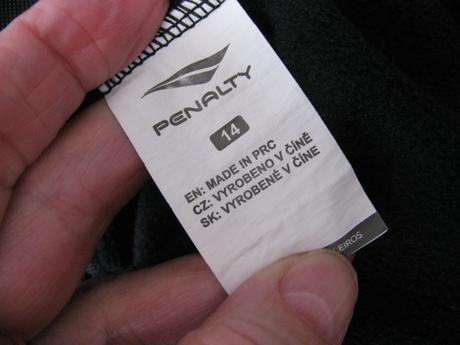 PENALTY
14
EN: MADE IN PRC
CZ: VYROBENO V ČÍNĚ
SK: VYROBENÉ V ČÍNE